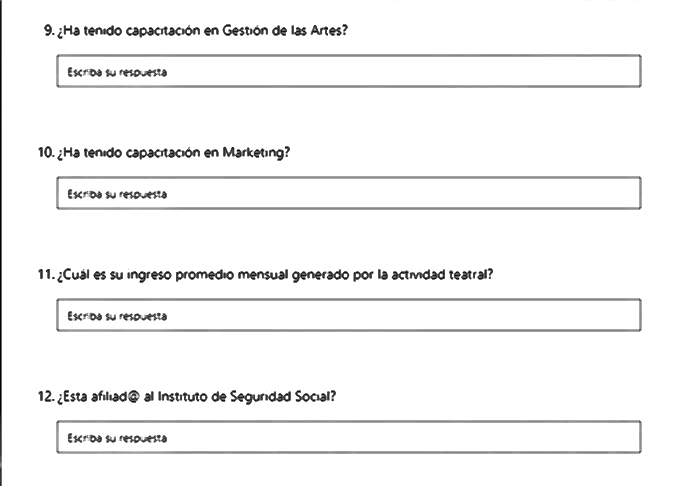 9. ¿Ha tenido capacitación en Gestión de las Artes?
Escriba su respuesta
10. ¿Ha tenido capacitación en Marketing?
Escriba su respuesta
11. ¿Cuál es su ingreso promedio mensual generado por la actividad teatral?
Escriba su respuesta
12. ¿Esta afiliad@ al Instituto de Seguridad Social?
Escriba su respuesta